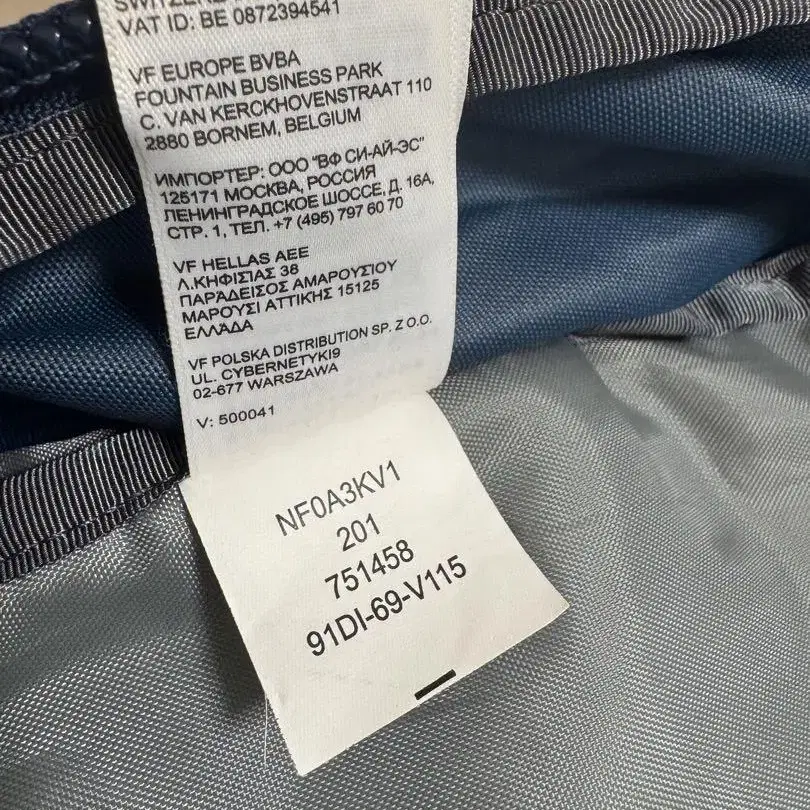 VAT ID: BE 0872394541
VF EUROPE BVBA
FOUNTAIN BUSINESS PARK
C. VAN KERCKHOVENSTRAAT 110
2880 BORNEM, BELGIUM
ИМПОРТЕР: ООО "ВФ СИ-АЙ-ЭС"
125171 МОСКВА, РОССИЯ
ЛЕНИНГРАДСКОЕ ШОССЕ, Д. 16А,
СТР. 1, ТЕЛ. +7 (495) 797 60 70
VF HELLAS AEE
Λ.ΚΗΦΙΣΙΑΣ 38
ΠΑΡΑΔΕΙΣΟΣ ΑΜΑΡΟΥΣΙΟΥ
ΜΑΡΟΥΣΙ ΑΤΤΙΚΗΣ 15125
ΕΛΛΑΔΑ
VF POLSKA DISTRIBUTION SP. Z O.O.
UL. CYBERNETYKI9
02-677 WARSZAWA
V: 500041
NF0A3KV1
201
751458
91DI-69-V115